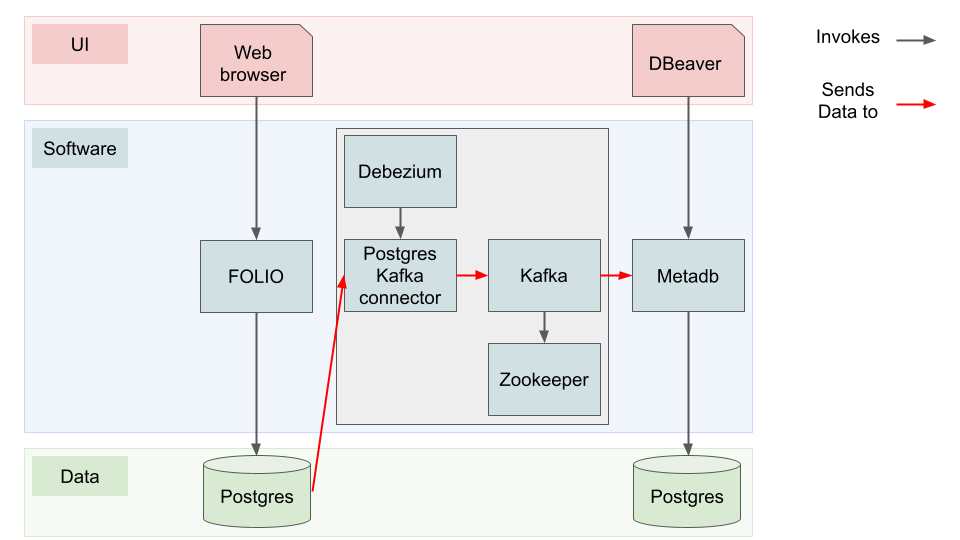 UI
Web
browser
DBeaver
Invokes
Sends
Data to
Software
Debezium
FOLIO
Postgres
Kafka
connector
Kafka
Metadb
Zookeeper
Data
Postgres
Postgres